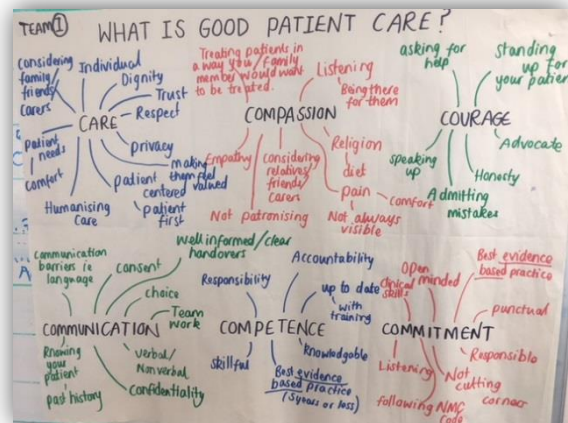 TEAM 1
WHAT IS GOOD PATIENT CARE?
CARE
considering
family
friends
carers
Individual
Dignity
Trust
Respect
privacy
making
them feel
valued
patient
centered
patient
first
Humanising
care
Patient
needs
comfort
COMPASSION
Treating patients in
a way you/family
member would want
to be treated.
Listening
Being there
for them
Religion
diet
pain
comfort
Not always
visible
Considering
relatives/
friends/
carers
Empathy
Not patronising
COURAGE
asking for
help
Standing
up for
your patient
Advocate
Honesty
Admitting
mistakes
speaking
up
COMMUNICATION
Communication
barriers ie
language
consent
Well informed/clear
handovers
choice
Team
work
verbal/
Non verbal
Confidentiality
Knowing
your
patient
past history
COMPETENCE
Responsibility
Accountability
up to date
with
training
knowledgable
Best evidence
based practice
(5years or less)
skillful
COMMITMENT
Open
minded
clinical
skills
Best evidence
based practice
punctual
Responsible
Not
cutting
corners
following NMC
code
Listening